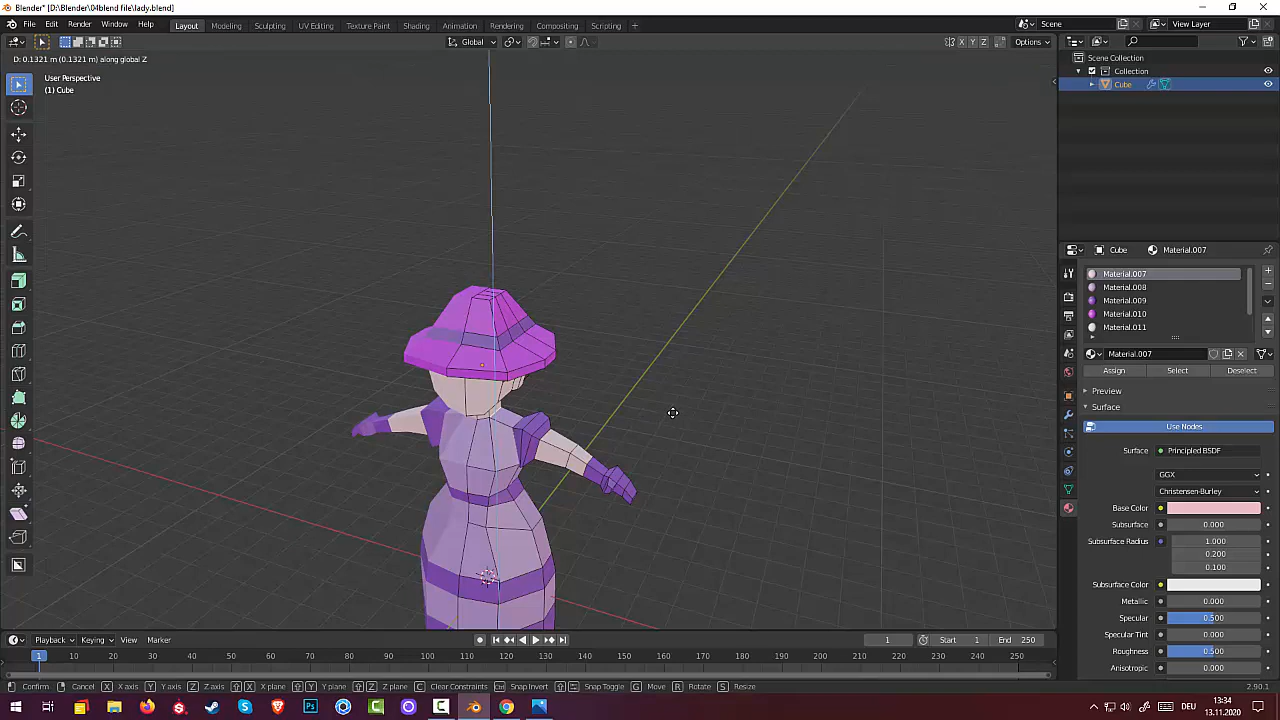 Blender* [D:\Blender\04blend file\lady.blend]
File Edit Render Window Help Layout Modeling Sculpting UV Editing Texture Paint Shading Animation Rendering Compositing Scripting + Scene View Layer
Global X Y Z Options
D: 0.1321 m (0.1321 m) along global Z
User Perspective
(1) Cube
Scene Collection
Collection
Cube
Cube Material.007
Material.007
Material.008
Material.009
Material.010
Material.011
Material.007
Assign Select Deselect
Preview
Surface
Use Nodes
Surface Principled BSDF
GGX
Christensen-Burley
Base Color
Subsurface 0.000
Subsurface Radius 1.000
0.200
0.100
Subsurface Color
Metallic 0.000
Specular 0.500
Specular Tint 0.000
Roughness 0.500
Anisotropic 0.000
Playback Keying View Marker 1 Start 1 End 250
1 10 20 30 40 50 60 70 80 90 100 110 120 130 140 150 160 170 180 190 200 210 220 230 240 250
Confirm Cancel X X axis Y Y axis Z Z axis X X plane Y Y plane Z Z plane C Clear Constraints Snap Invert Snap Toggle G Move R Rotate S Resize 2.90.1
DEU 13:34
13.11.2020